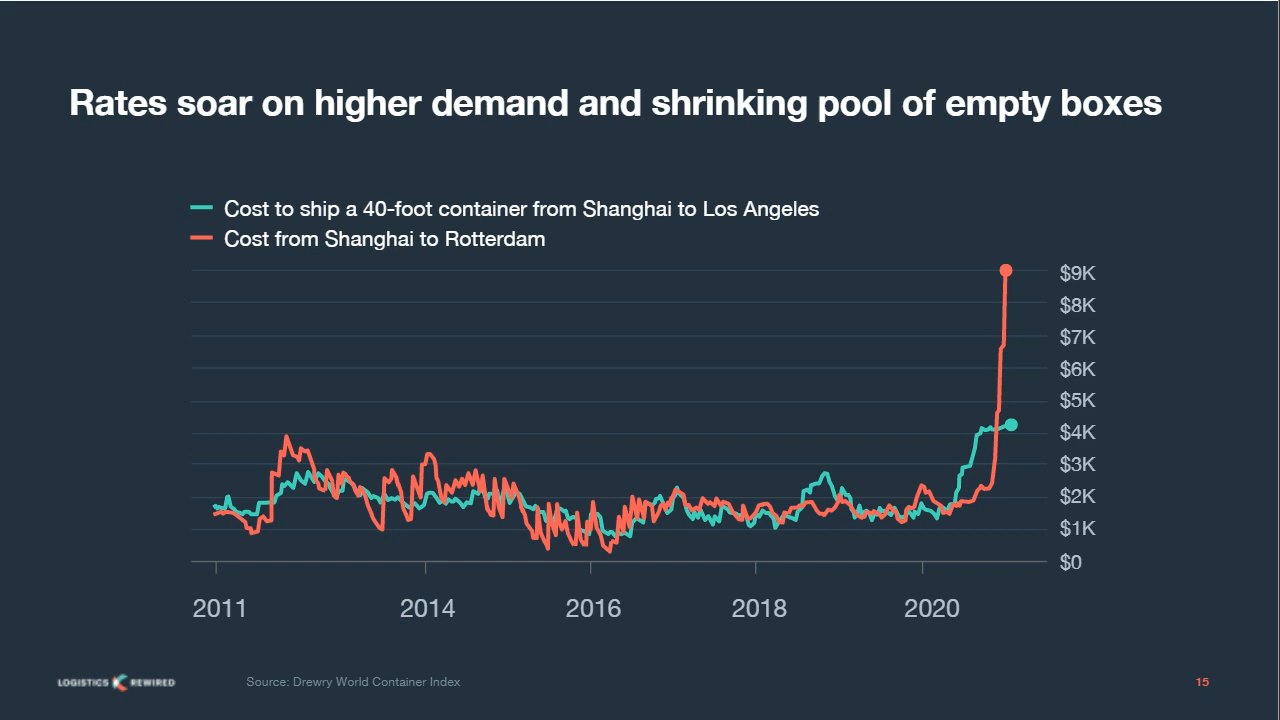 Rates soar on higher demand and shrinking pool of empty boxes
Cost to ship a 40-foot container from Shanghai to Los Angeles
Cost from Shanghai to Rotterdam
$9K
$8K
$7K
$6K
$5K
$4K
$3K
$2K
$1K
$0
2011 2014 2016 2018 2020
LOGISTICS REWIRED
Source: Drewry World Container Index
15